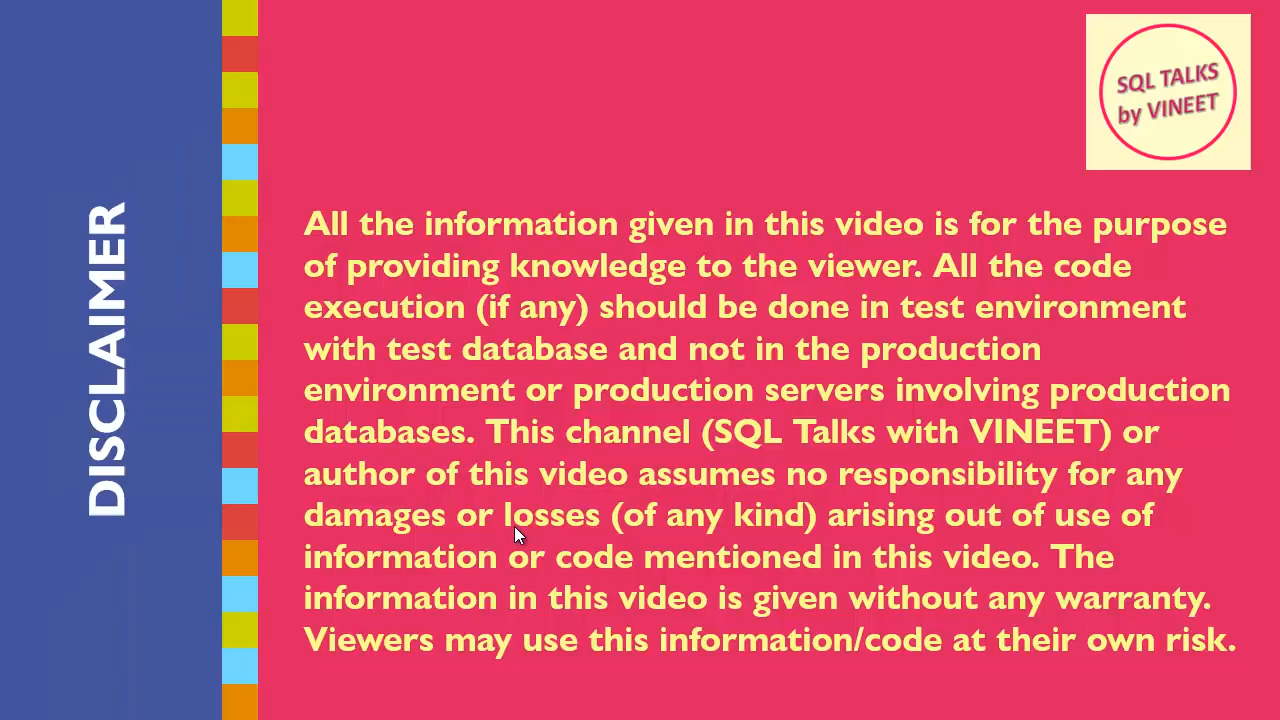 DISCLAIMER
SQL TALKS
by VINEET
All the information given in this video is for the purpose
of providing knowledge to the viewer. All the code
execution (if any) should be done in test environment
with test database and not in the production
environment or production servers involving production
databases. This channel (SQL Talks with VINEET) or
author of this video assumes no responsibility for any
damages or losses (of any kind) arising out of use of
information or code mentioned in this video. The
information in this video is given without any warranty.
Viewers may use this information/code at their own risk.